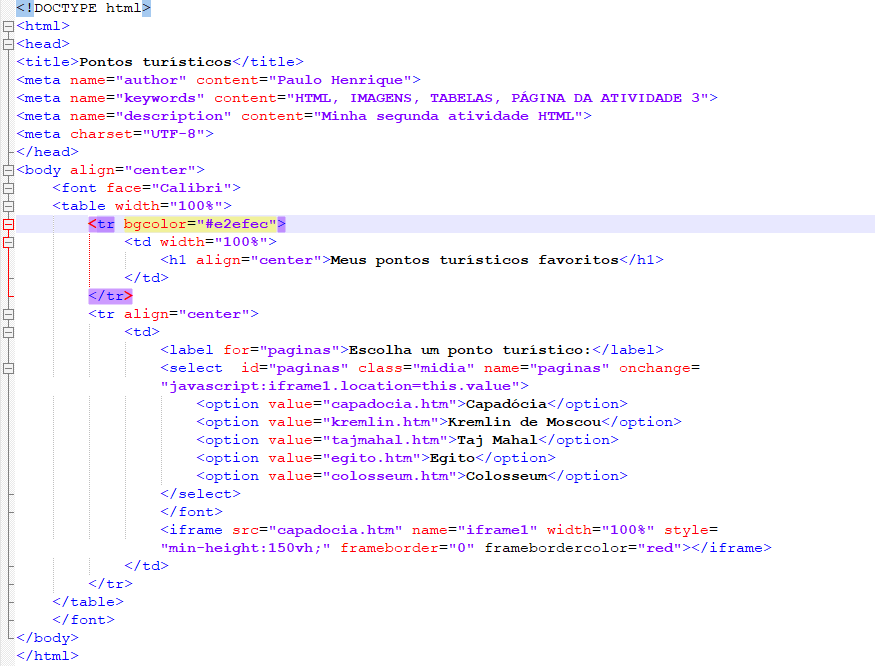 <!DOCTYPE html>
<html>
<head>
<title>Pontos turísticos</title>
<meta name="author" content="Paulo Henrique">
<meta name="keywords" content="HTML, IMAGENS, TABELAS, PÁGINA DA ATIVIDADE 3">
<meta name="description" content="Minha segunda atividade HTML">
<meta charset="UTF-8">
</head>
<body align="center">
    <font face="Calibri">
    <table width="100%">
        <tr bgcolor="#e2efec">
            <td width="100%">
                <h1 align="center">Meus pontos turísticos favoritos</h1>
            </td>
        </tr>
        <tr align="center">
            <td>
                <label for="paginas">Escolha um ponto turístico:</label>
                <select  id="paginas" class="midia" name="paginas" onchange=
                "javascript:iframe1.location=this.value">
                    <option value="capadocia.htm">Capadócia</option>
                    <option value="kremlin.htm">Kremlin de Moscou</option>
                    <option value="tajmahal.htm">Taj Mahal</option>
                    <option value="egito.htm">Egito</option>
                    <option value="colosseum.htm">Colosseum</option>
                </select>
                </font>
                <iframe src="capadocia.htm" name="iframe1" width="100%" style=
                "min-height:150vh;" frameborder="0" framebordercolor="red"></iframe>
            </td>
        </tr>
    </table>
    </font>
</body>
</html>